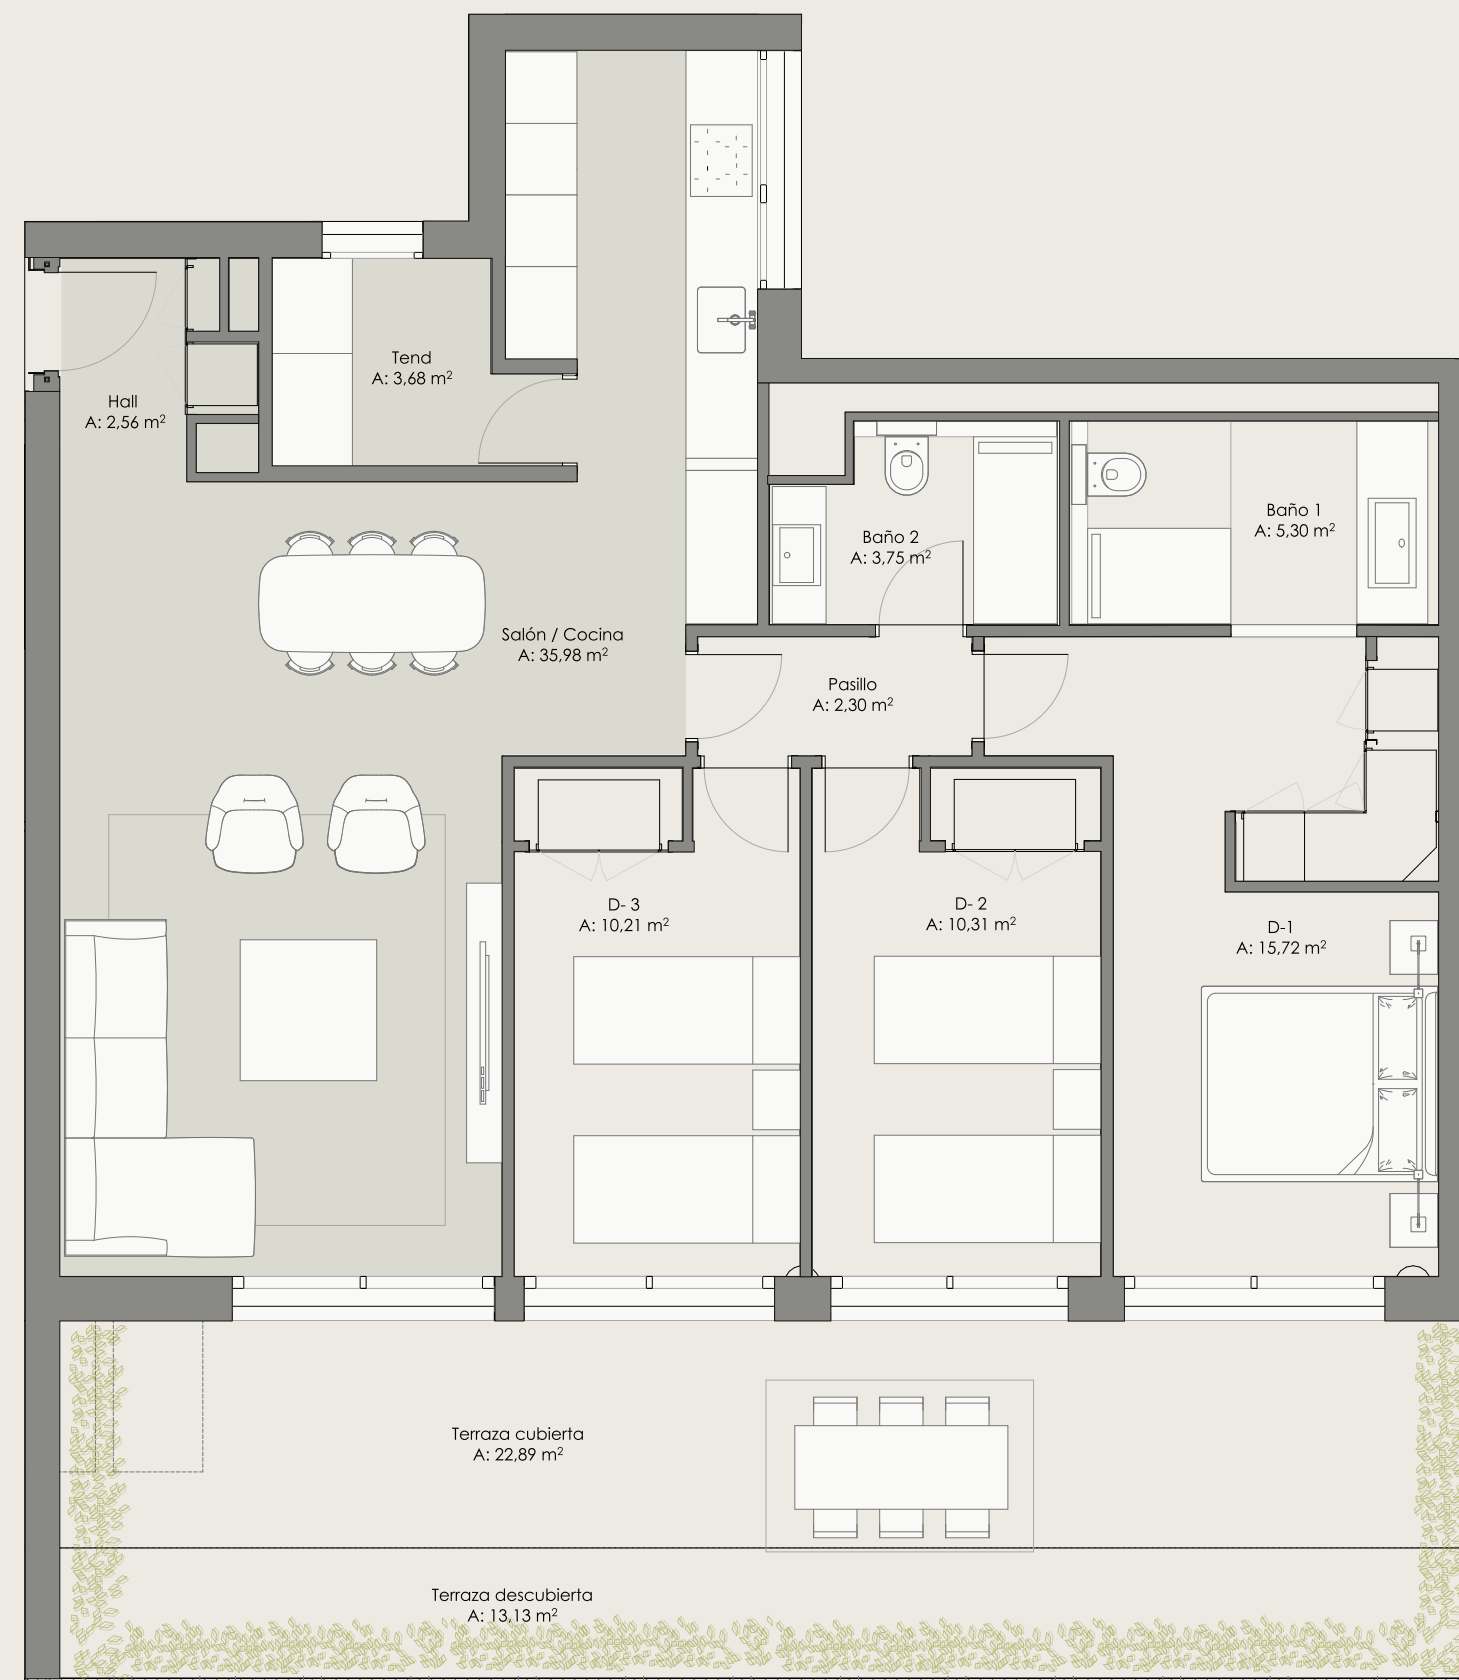 Tend
A: 3,68 m²
Hall
A: 2,56 m²
Baño 1
A: 5,30 m²
Baño 2
A: 3,75 m²
Salón / Cocina
A: 35,98 m²
Pasillo
A: 2,30 m²
D- 3
A: 10,21 m²
D- 2
A: 10,31 m²
D-1
A: 15,72 m²
Terraza cubierta
A: 22,89 m²
Terraza descubierta
A: 13,13 m²